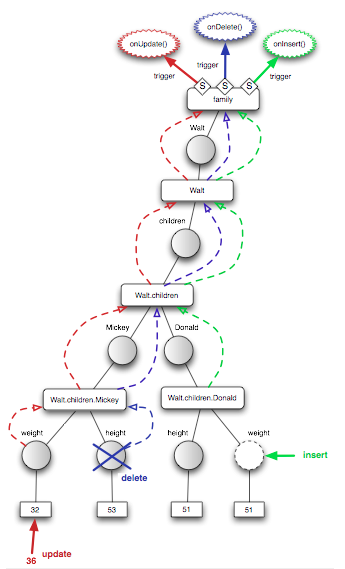 onDelete()
onUpdate()
onInsert()
trigger
trigger
trigger
S
S
S
family
Walt
Walt
children
Walt.children
Mickey
Donald
Walt.children.Mickey
Walt.children.Donald
weight
height
height
weight
insert
delete
32
53
51
51
36
update